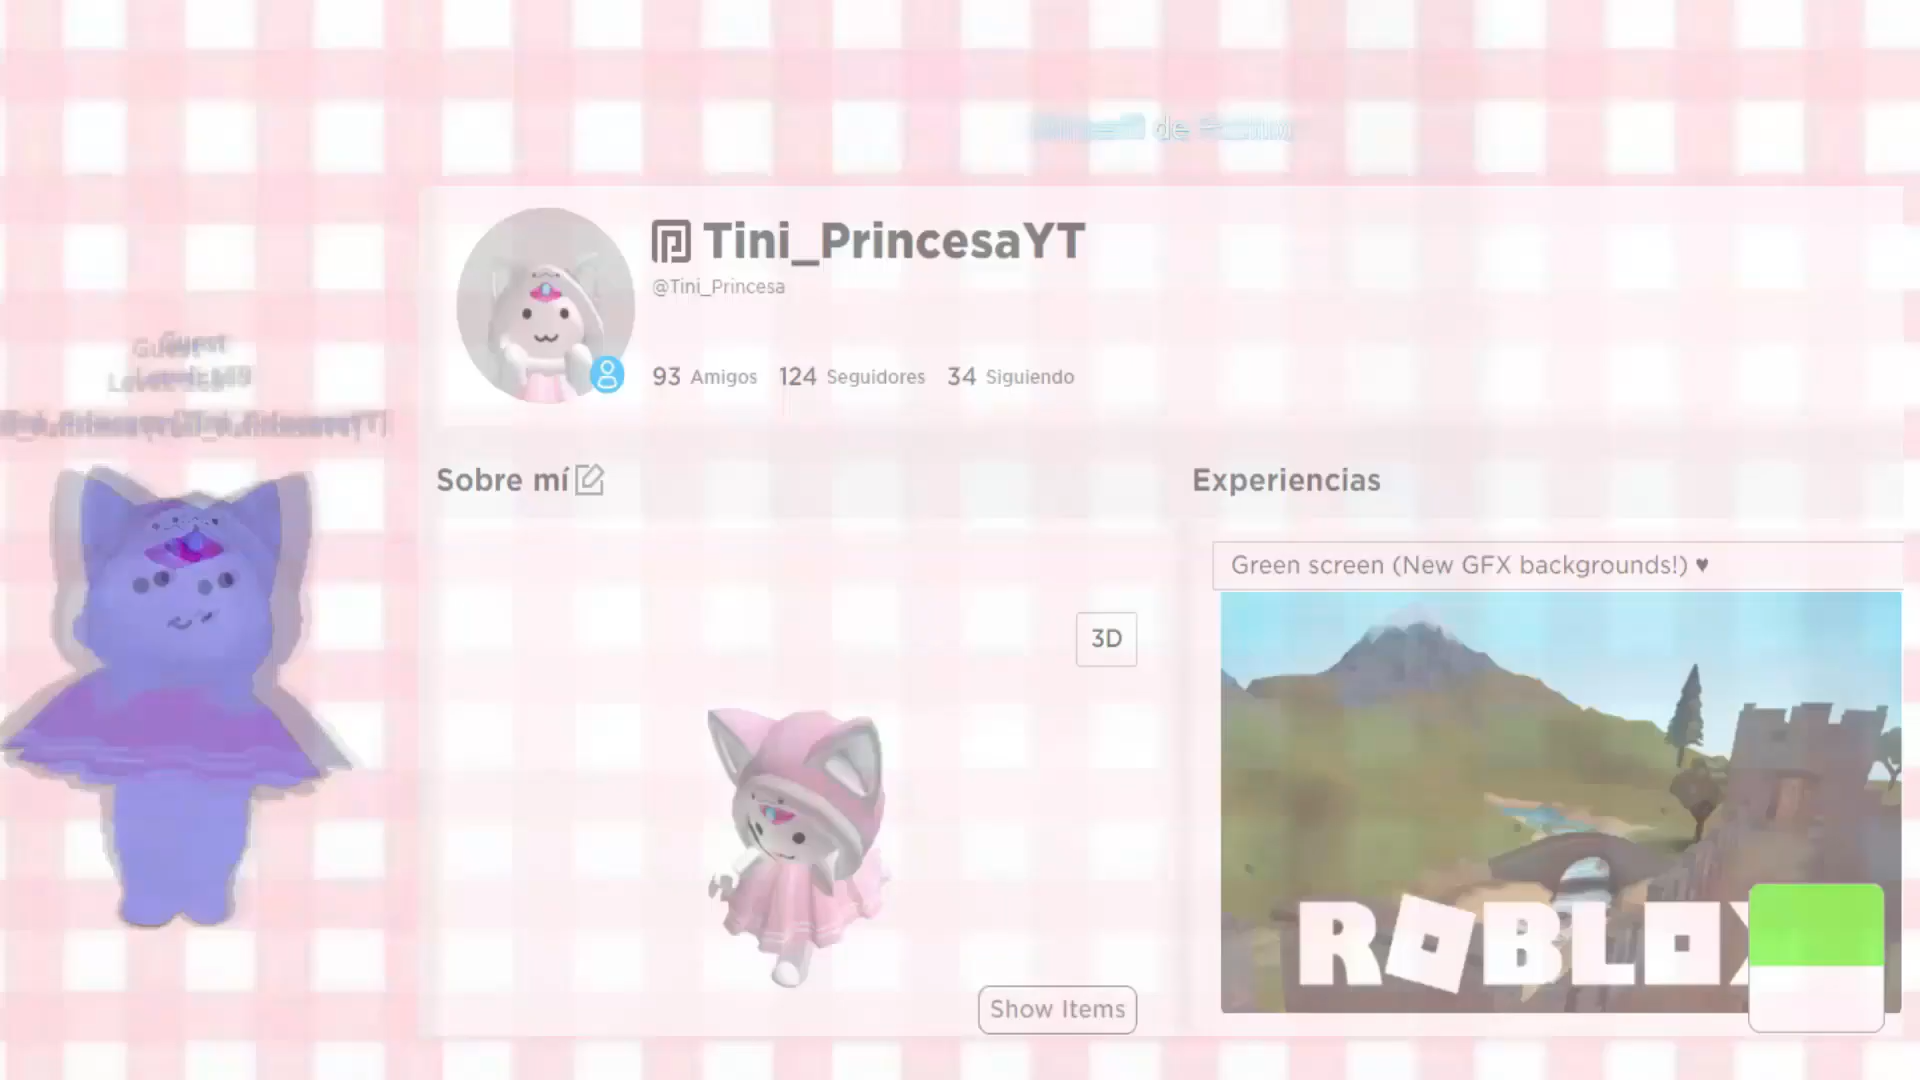 de
Tini_PrincesaYT
@Tini_Princesa
93 Amigos 124 Seguidores 34 Siguiendo
Sobre mí
Experiencias
Green screen (New GFX backgrounds!) ♥
3D
ROBLOX
Show Items